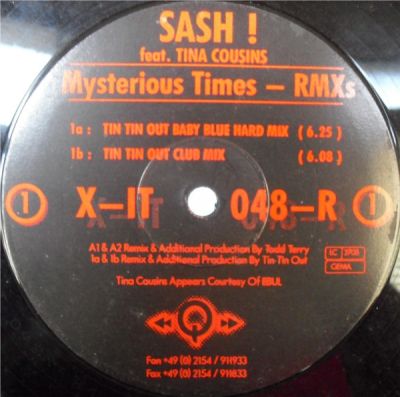 SASH !
feat. TINA COUSINS
Mysterious Times – RMXs
1a : TIN TIN OUT BABY BLUE HARD MIX ( 6.25 )
1b : TIN TIN OUT CLUB MIX ( 6.08 )
1 X–IT 048–R 1
A1 & A2 Remix & Additional Production By Todd Terry
1a & 1b Remix & Additional Production By Tin-Tin Out
LC 3706
GEMA
Tina Cousins Appears Courtesy Of EBUL
Fon +49 (0) 2154 / 911933
Fax +49 (0) 2154 / 911833